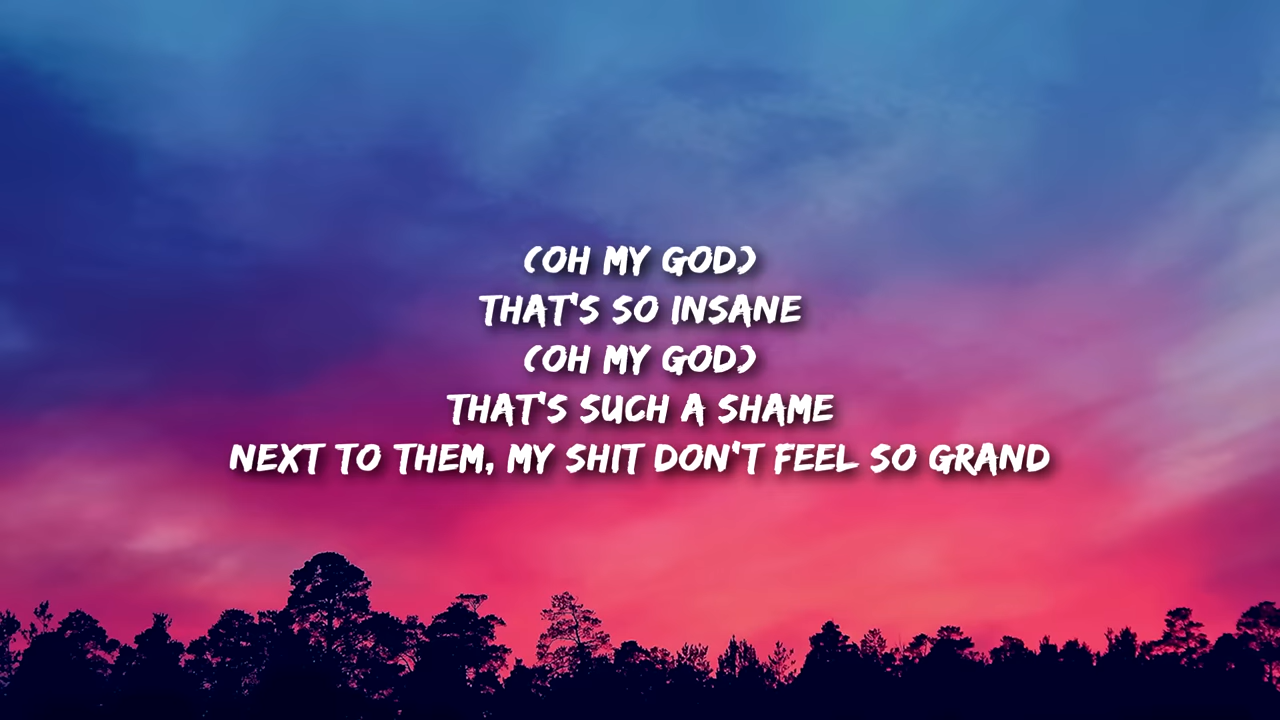 (OH MY GOD)
THAT'S SO INSANE
(OH MY GOD)
THAT'S SUCH A SHAME
NEXT TO THEM, MY SHIT DON'T FEEL SO GRAND